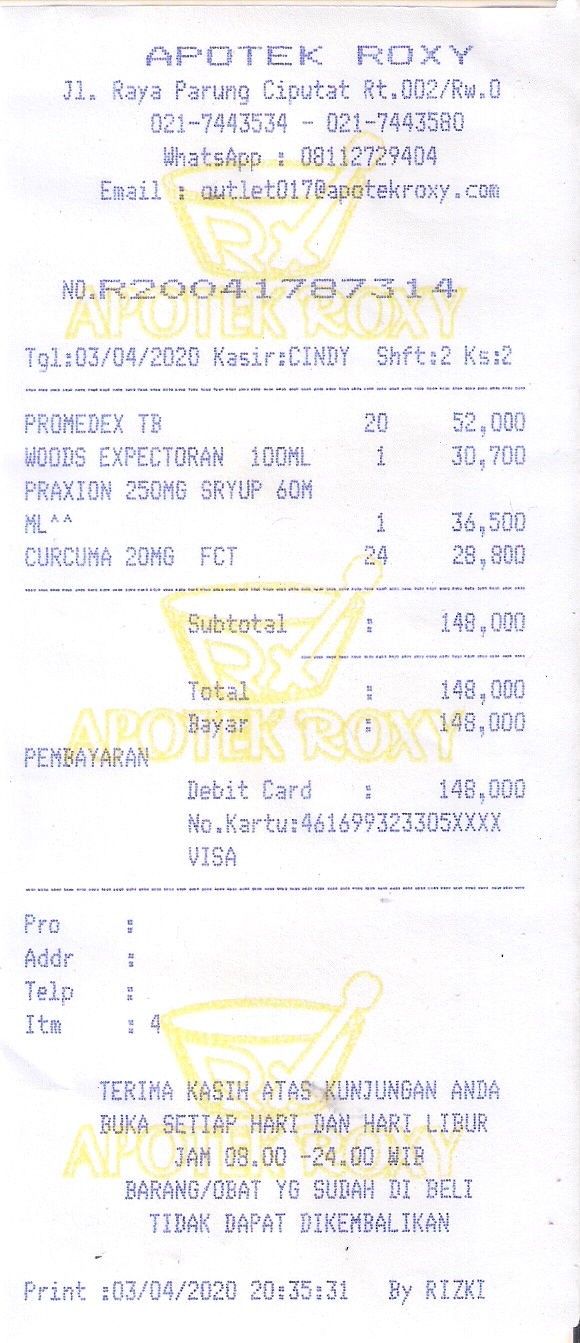 APOTEK ROXY
Jl. Raya Parung Ciputat Rt.002/Rw.0
021-7443534 - 021-7443580
WhatsApp : 08112729404
Email : outlet017@apotekroxy.com
Rx
APOTEK ROXY
NO.R20041787314
Tgl:03/04/2020 Kasir:CINDY Shft:2 Ks:2
PROMEDEX TB 20 52,000
WOODS EXPECTORAN 100ML 1 30,700
PRAXION 250MG SRYUP 60M
ML^^ 1 36,500
CURCUMA 20MG FCT 24 28,800
Subtotal : 148,000
Rx
Total : 148,000
Bayar : 148,000
APOTEK ROXY
PEMBAYARAN
Debit Card : 148,000
No.Kartu:461699323305XXXX
VISA
Pro :
Addr :
Telp :
Itm : 4
Rx
TERIMA KASIH ATAS KUNJUNGAN ANDA
BUKA SETIAP HARI DAN HARI LIBUR
APOTEK ROXY
JAM 08.00 -24.00 WIB
BARANG/OBAT YG SUDAH DI BELI
TIDAK DAPAT DIKEMBALIKAN
Print :03/04/2020 20:35:31 By RIZKI